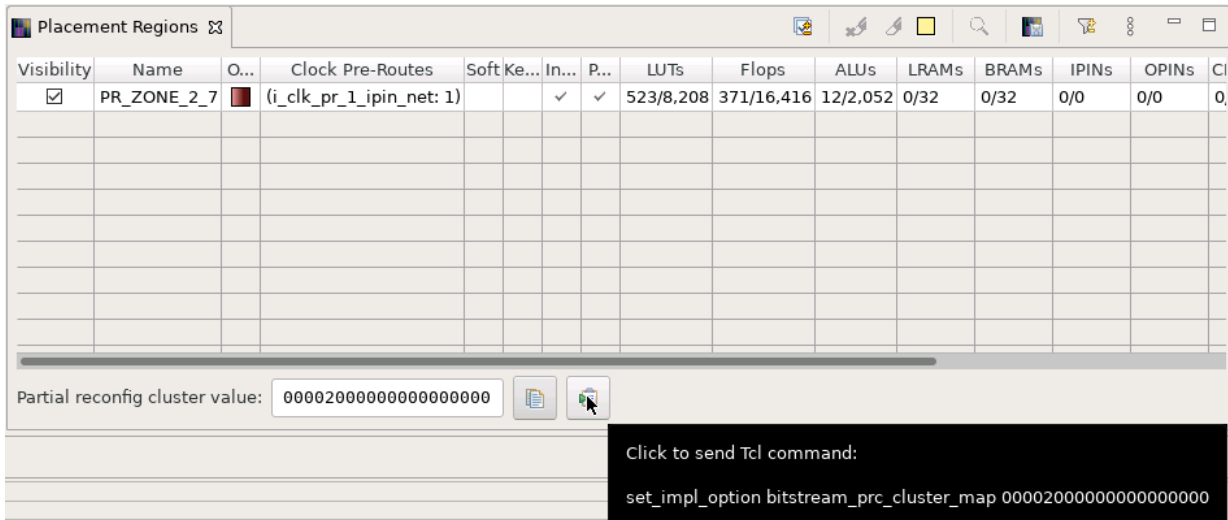 Placement Regions
Visibility Name O... Clock Pre-Routes Soft Ke... In... P... LUTs Flops ALUs LRAMs BRAMs IPINs OPINs
PR_ZONE_2_7 (i_clk_pr_1_ipin_net: 1) 523/8,208 371/16,416 12/2,052 0/32 0/32 0/0 0/0
Partial reconfig cluster value: 00002000000000000000
Click to send Tcl command:
set_impl_option bitstream_prc_cluster_map 00002000000000000000